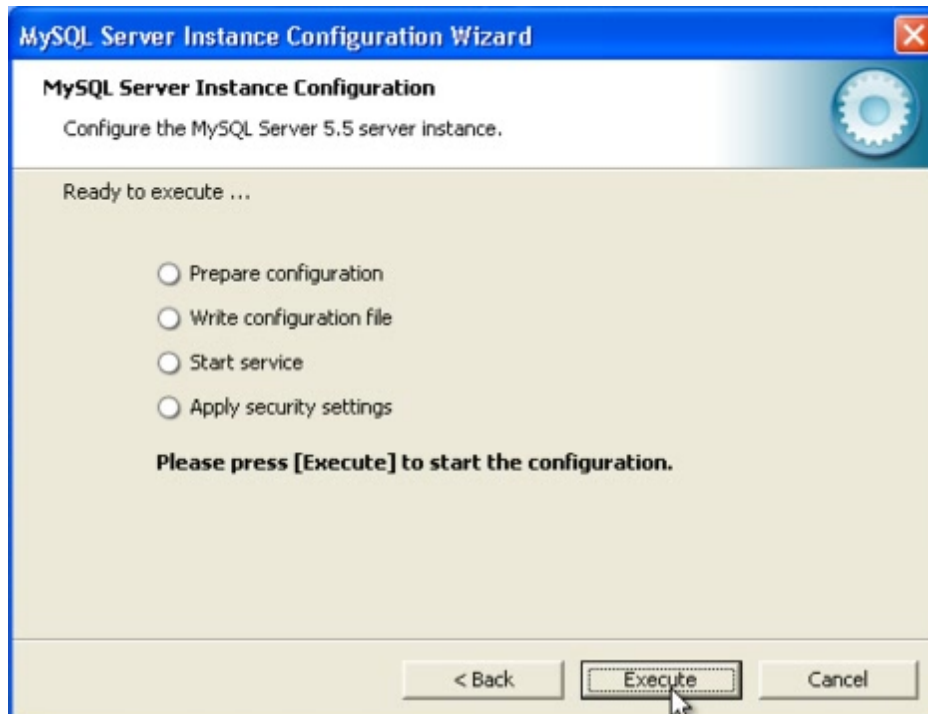 MySQL Server Instance Configuration Wizard
MySQL Server Instance Configuration
Configure the MySQL Server 5.5 server instance.
Ready to execute ...
Prepare configuration
Write configuration file
Start service
Apply security settings
Please press [Execute] to start the configuration.
< Back
Execute
Cancel